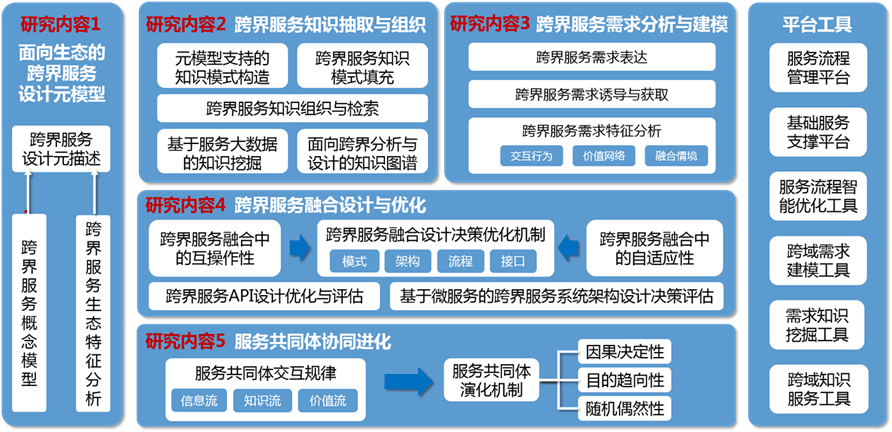 研究内容1
面向生态的
跨界服务
设计元模型
跨界服务
设计元描述
跨界服务概念模型
跨界服务生态特征分析
研究内容2 跨界服务知识抽取与组织
元模型支持的
知识模式构造
跨界服务知识
模式填充
跨界服务知识组织与检索
基于服务大数据
的知识挖掘
面向跨界分析与
设计的知识图谱
研究内容3 跨界服务需求分析与建模
跨界服务需求表达
跨界服务需求诱导与获取
跨界服务需求特征分析
交互行为
价值网络
融合情境
研究内容4 跨界服务融合设计与优化
跨界服务融合中
的互操作性
跨界服务融合设计决策优化机制
模式
架构
流程
接口
跨界服务融合中
的自适应性
跨界服务API设计优化与评估
基于微服务的跨界服务系统架构设计决策评估
研究内容5 服务共同体协同进化
服务共同体交互规律
信息流
知识流
价值流
服务共同体
演化机制
因果决定性
目的趋向性
随机偶然性
平台工具
服务流程
管理平台
基础服务
支撑平台
服务流程智
能优化工具
跨域需求
建模工具
需求知识
挖掘工具
跨域知识
服务工具